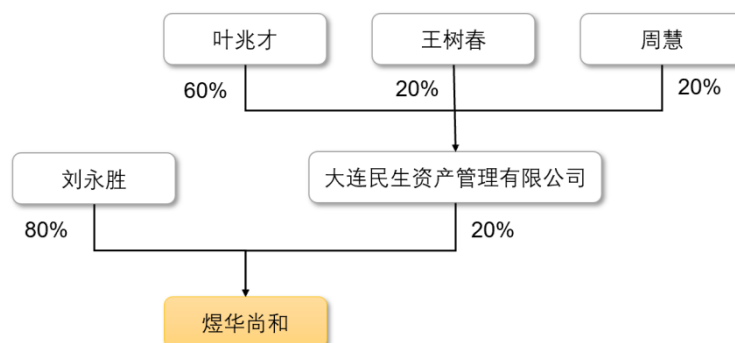 叶兆才
王树春
周慧
60%
20%
20%
刘永胜
大连民生资产管理有限公司
80%
20%
煜华尚和